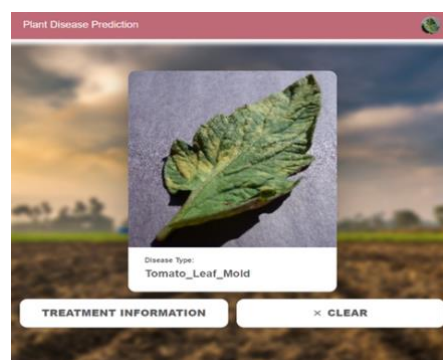 Plant Disease Prediction
Disease Type:
Tomato_Leaf_Mold
TREATMENT INFORMATION
× CLEAR